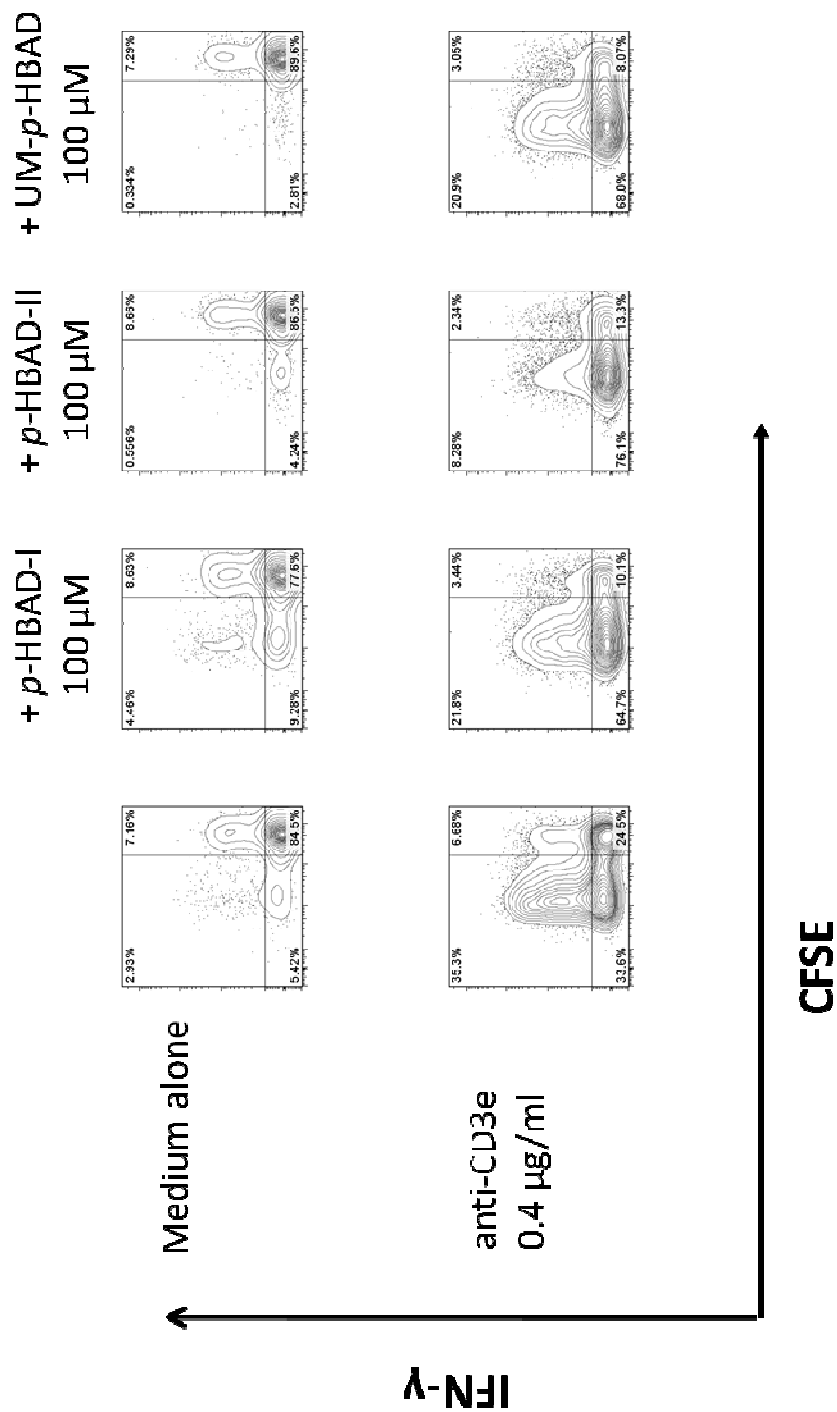 + p-HBAD-I
100 µM
+ p-HBAD-II
100 µM
+ UM-p-HBAD
100 µM
Medium alone
2.93%
7.16%
5.42%
84.5%
4.46%
8.63%
9.28%
77.6%
0.556%
8.65%
4.24%
86.5%
0.334%
7.29%
2.81%
89.6%
anti-CD3e
0.4 µg/ml
35.3%
6.68%
33.6%
24.5%
21.8%
3.44%
64.7%
10.1%
8.28%
2.34%
76.1%
13.3%
20.9%
3.05%
68.0%
8.07%
IFN-γ
CFSE